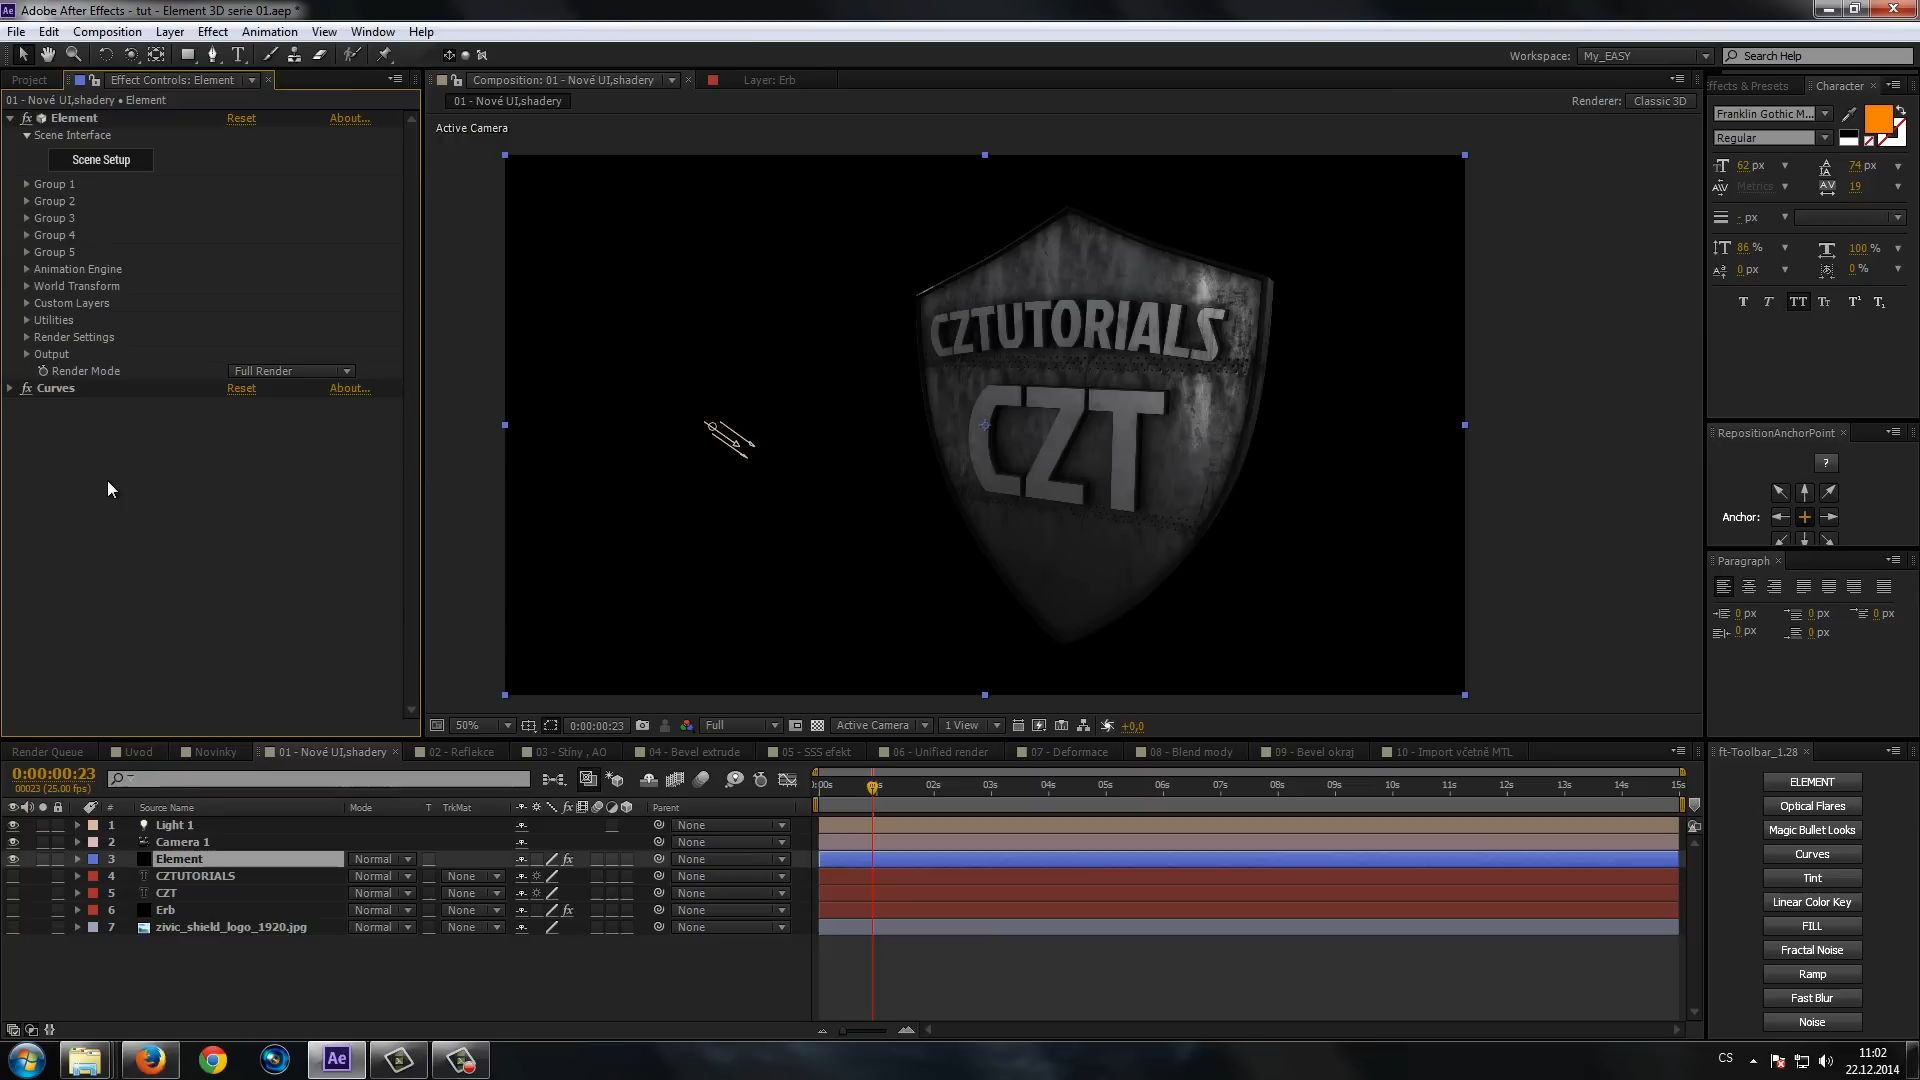 Adobe After Effects - tut - Element 3D serie 01.aep *
File Edit Composition Layer Effect Animation View Window Help
Workspace: My_EASY Search Help
Project Effect Controls: Element
Composition: 01 - Nové UI,shadery Layer: Erb
01 - Nové UI,shadery • Element
01 - Nové UI,shadery
Renderer: Classic 3D
Active Camera
Element Reset About...
Scene Interface
Scene Setup
Group 1
Group 2
Group 3
Group 4
Group 5
Animation Engine
World Transform
Custom Layers
Utilities
Render Settings
Output
Render Mode Full Render
Curves Reset About...
CZTUTORIALS
CZT
ffects & Presets Character
Franklin Gothic M...
Regular
62 px 74 px
Metrics 19
- px
86 % 100 %
0 px 0 %
RepositionAnchorPoint
?
Anchor:
Paragraph
0 px 0 px 0 px
0 px 0 px
50% 0:00:00:23 Full Active Camera 1 View +0,0
Render Queue Uvod Novinky 01 - Nové UI,shadery 02 - Reflekce 03 - Stíny , AO 04 - Bevel extrude 05 - SSS efekt 06 - Unified render 07 - Deformace 08 - Blend mody 09 - Bevel okraj 10 - Import včetně MTL
0:00:00:23
00023 (25.00 fps)
# Source Name Mode T TrkMat Parent
02s 03s 04s 05s 06s 07s 08s 09s 10s 11s 12s 13s 14s 15s
1 Light 1 None
2 Camera 1 None
3 Element Normal None
4 CZTUTORIALS Normal None None
5 CZT Normal None None
6 Erb Normal None None
7 zivic_shield_logo_1920.jpg Normal None None
ft-Toolbar_1.28
ELEMENT
Optical Flares
Magic Bullet Looks
Curves
Tint
Linear Color Key
FILL
Fractal Noise
Ramp
Fast Blur
Noise
CS
11:02
22.12.2014